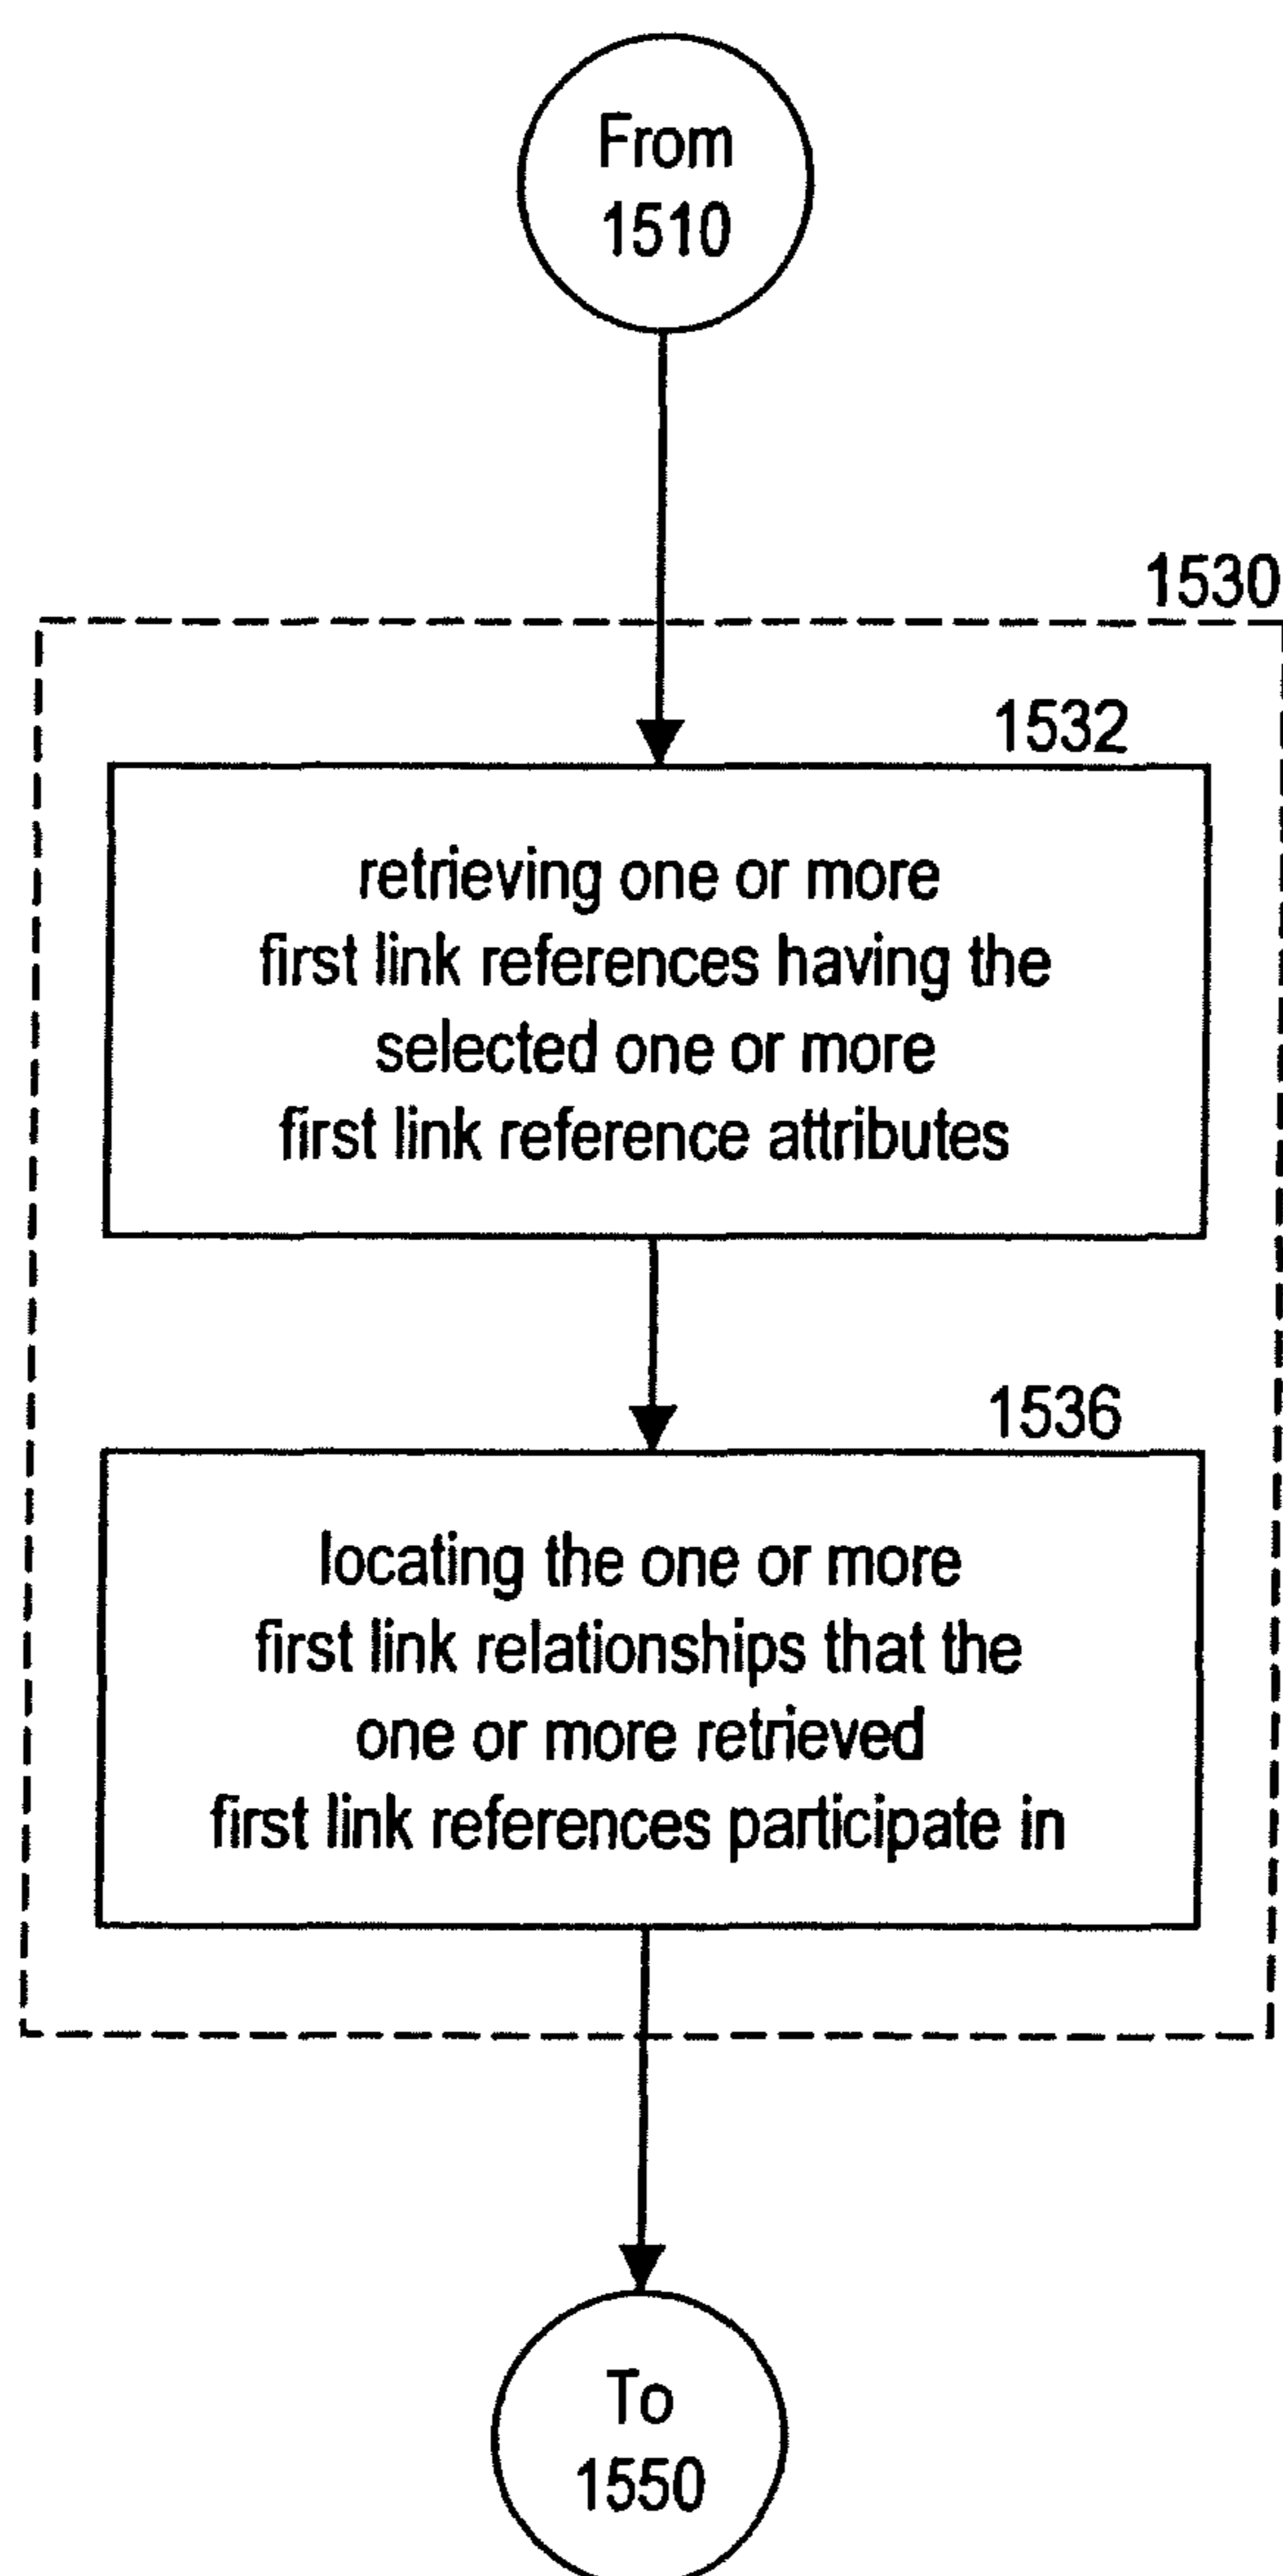 From
1510
1530
1532
retrieving one or more
first link references having the
selected one or more
first link reference attributes
1536
locating the one or more
first link relationships that the
one or more retrieved
first link references participate in
To
1550